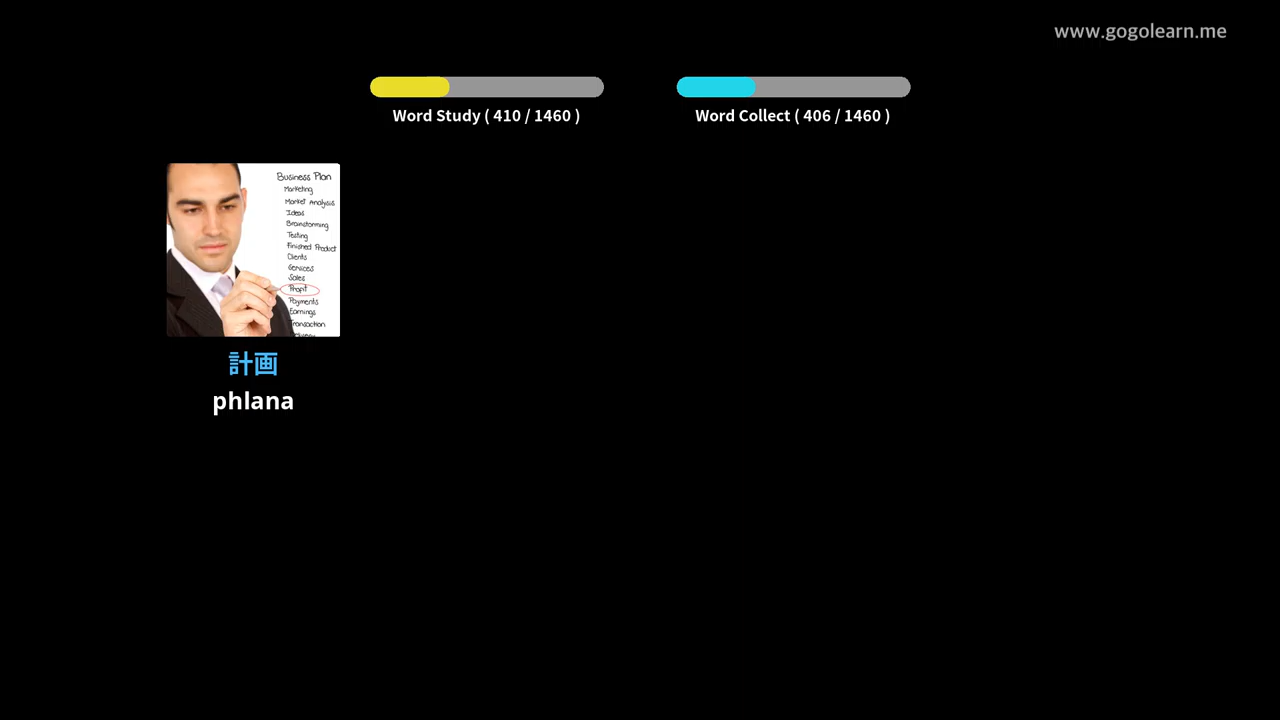 www.gogolearn.me
Word Study ( 410 / 1460 )
Word Collect ( 406 / 1460 )
Business Plan
Marketing
Market Analysis
Ideas
Brainstorming
Testing
Finished Product
Clients
Services
Sales
Profit
Payments
Earnings
Transaction
計画
phlana